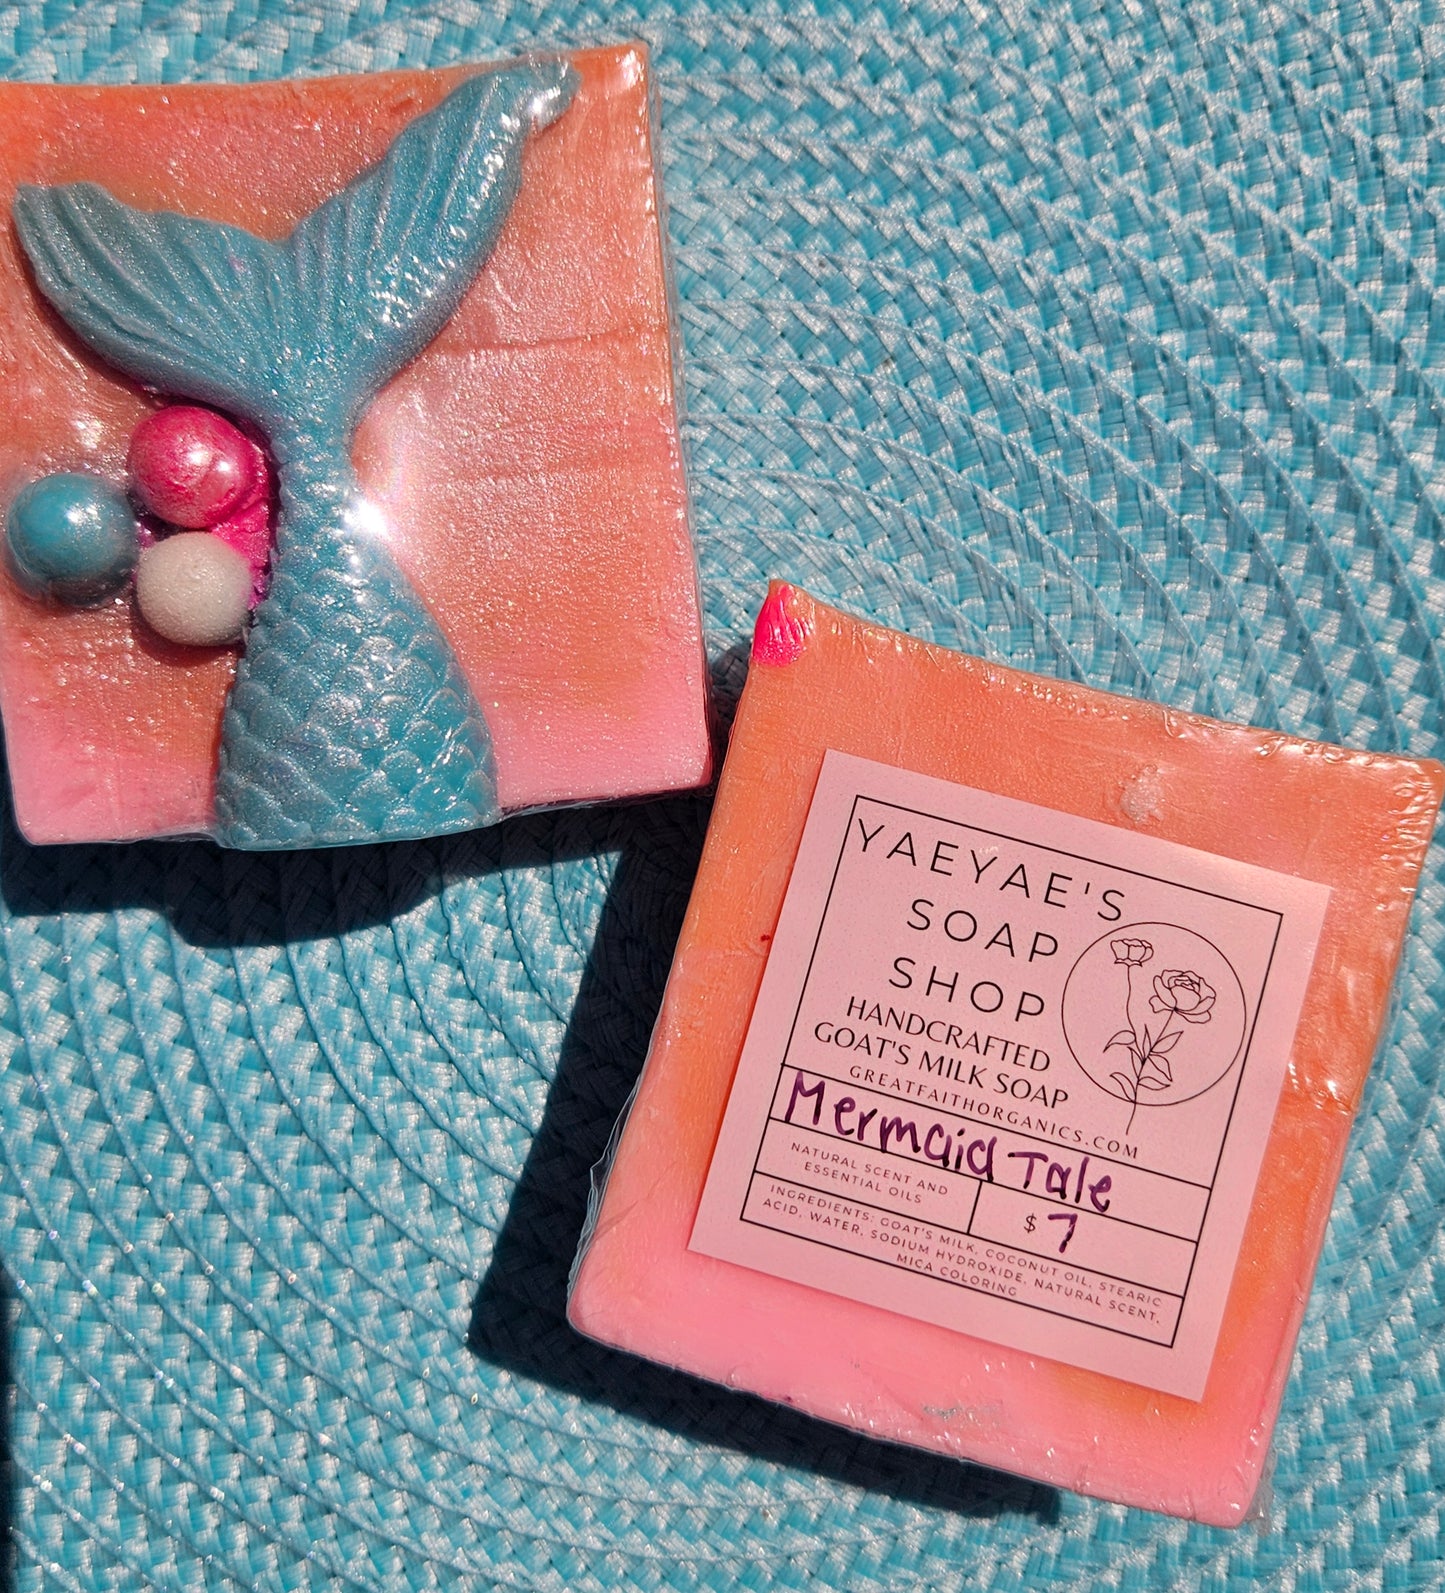 YAEYAE'S
SOAP
SHOP
HANDCRAFTED
GOAT'S MILK SOAP
GREATFAITHORGANICS.COM
Mermaid Tale
NATURAL SCENT AND
ESSENTIAL OILS
$ 7
INGREDIENTS: GOAT'S MILK, COCONUT OIL, STEARIC
ACID, WATER, SODIUM HYDROXIDE, NATURAL SCENT,
MICA COLORING